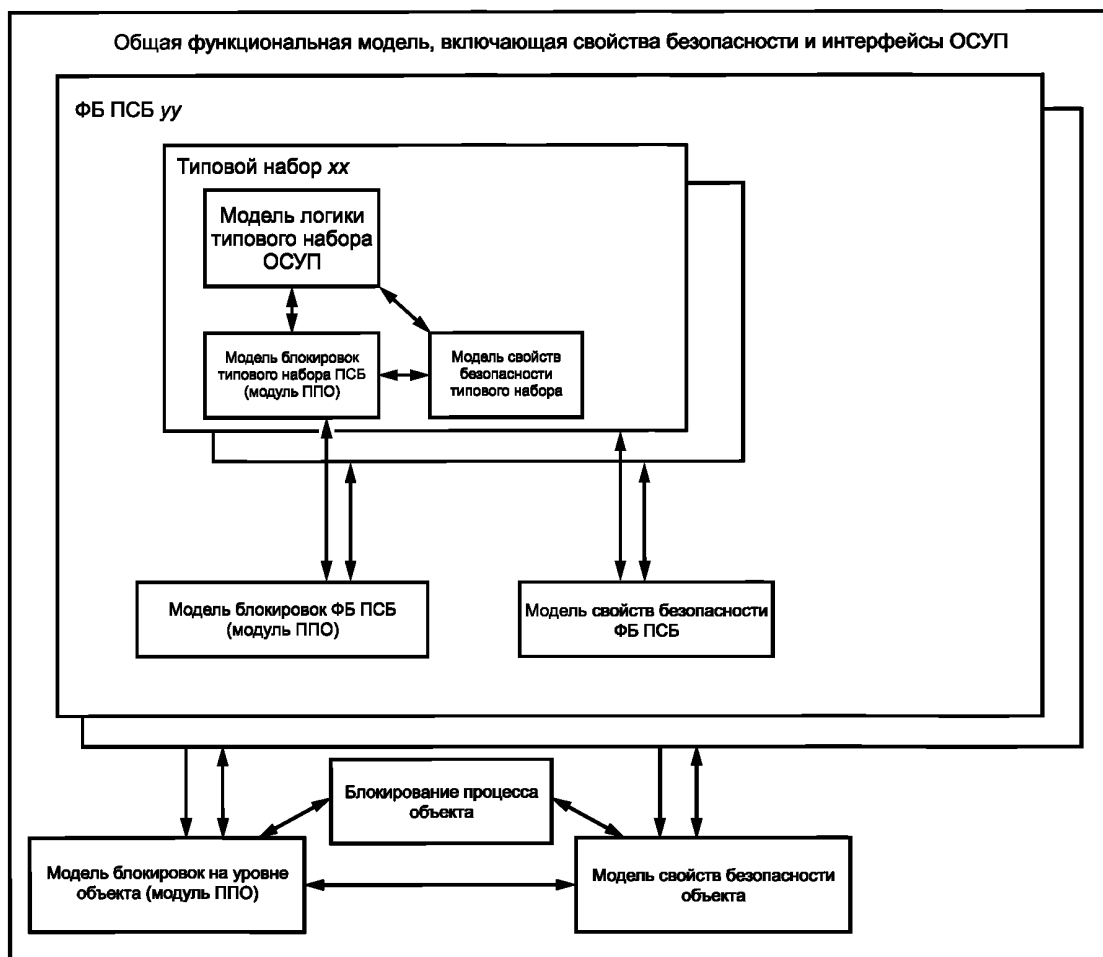 Общая функциональная модель, включающая свойства безопасности и интерфейсы ОСУП
ФБ ПСБ yy
Типовой набор xx
Модель логики
типового набора
ОСУП
Модель блокировок
типового набора ПСБ
(модуль ППО)
Модель свойств
безопасности
типового набора
Модель блокировок ФБ ПСБ
(модуль ППО)
Модель свойств безопасности
ФБ ПСБ
Блокирование процесса
объекта
Модель блокировок на уровне
объекта (модуль ППО)
Модель свойств безопасности
объекта